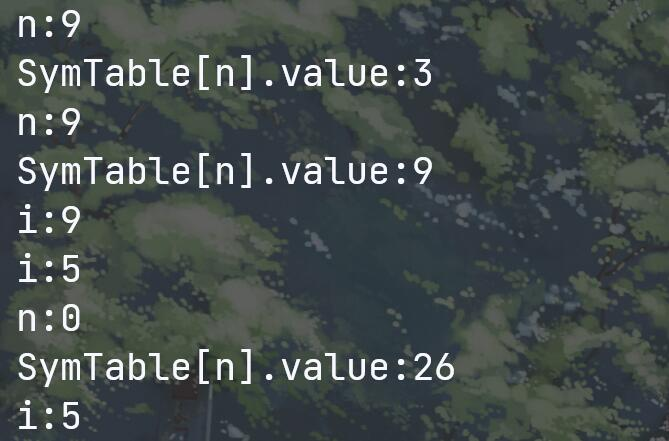 n:9
SymTable[n].value:3
n:9
SymTable[n].value:9
i:9
i:5
n:0
SymTable[n].value:26
i:5